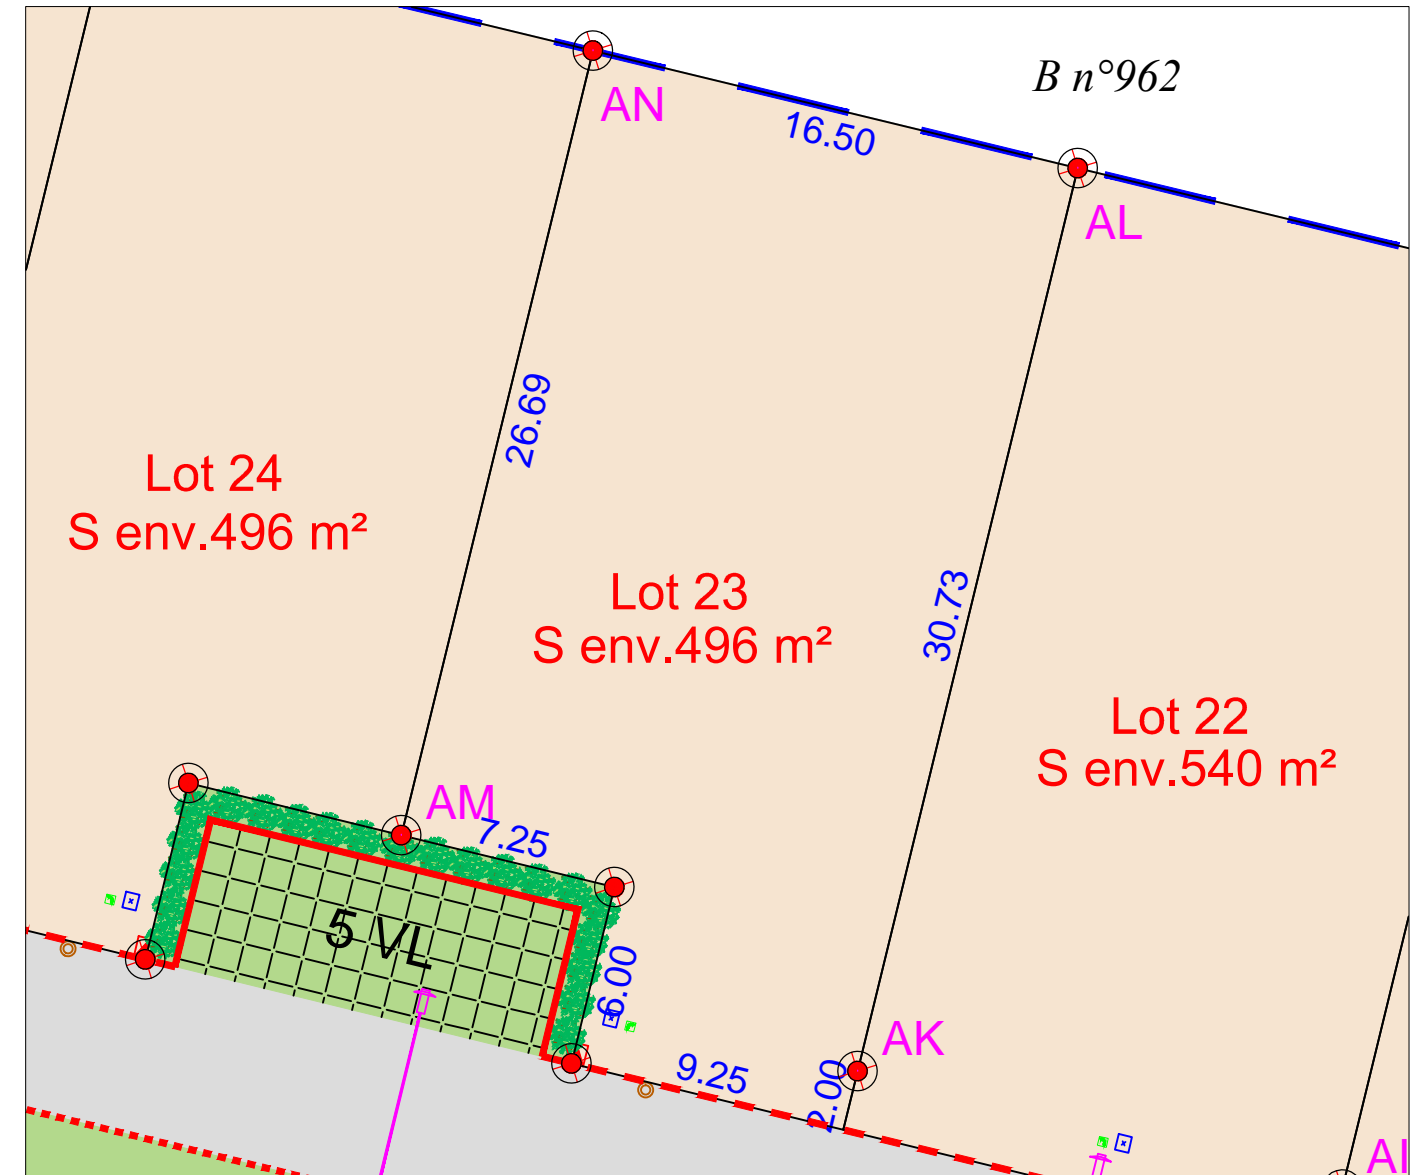 B n°962
AN
16.50
AL
26.69
Lot 24
S env.496 m²
30.73
Lot 23
S env.496 m²
Lot 22
S env.540 m²
AM
7.25
5 VL
6.00
AK
9.25
2.00